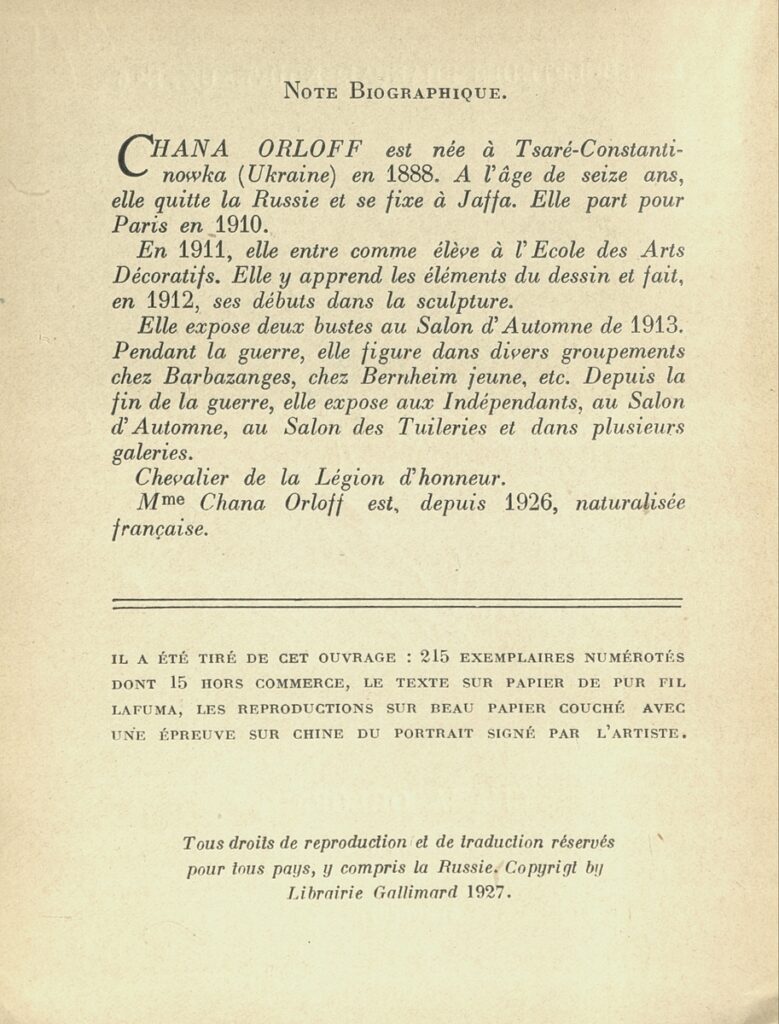 NOTE BIOGRAPHIQUE.
CHANA ORLOFF est née à Tsaré-Constanti-
nowka (Ukraine) en 1888. A l'âge de seize ans,
elle quitte la Russie et se fixe à Jaffa. Elle part pour
Paris en 1910.
En 1911, elle entre comme élève à l'Ecole des Arts
Décoratifs. Elle y apprend les éléments du dessin et fait,
en 1912, ses débuts dans la sculpture.
Elle expose deux bustes au Salon d'Automne de 1913.
Pendant la guerre, elle figure dans divers groupements
chez Barbazanges, chez Bernheim jeune, etc. Depuis la
fin de la guerre, elle expose aux Indépendants, au Salon
d'Automne, au Salon des Tuileries et dans plusieurs
galeries.
Chevalier de la Légion d'honneur.
Mme Chana Orloff est, depuis 1926, naturalisée
française.
IL A ÉTÉ TIRÉ DE CET OUVRAGE : 215 EXEMPLAIRES NUMÉROTÉS
DONT 15 HORS COMMERCE, LE TEXTE SUR PAPIER DE PUR FIL
LAFUMA, LES REPRODUCTIONS SUR BEAU PAPIER COUCHÉ AVEC
UNE ÉPREUVE SUR CHINE DU PORTRAIT SIGNÉ PAR L'ARTISTE.
Tous droits de reproduction et de traduction réservés
pour tous pays, y compris la Russie. Copyrigt by
Librairie Gallimard 1927.